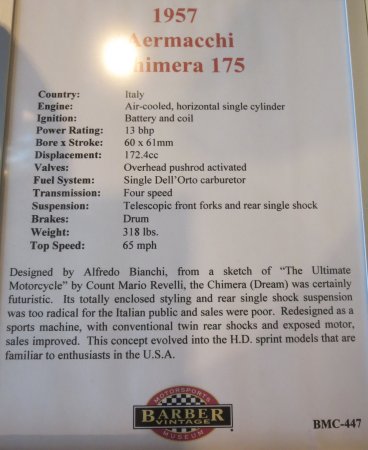 1957
Aermacchi
Chimera 175
Country: Italy
Engine: Air-cooled, horizontal single cylinder
Ignition: Battery and coil
Power Rating: 13 bhp
Bore x Stroke: 60 x 61mm
Displacement: 172.4cc
Valves: Overhead pushrod activated
Fuel System: Single Dell'Orto carburetor
Transmission: Four speed
Suspension: Telescopic front forks and rear single shock
Brakes: Drum
Weight: 318 lbs.
Top Speed: 65 mph
Designed by Alfredo Bianchi, from a sketch of “The Ultimate
Motorcycle” by Count Mario Revelli, the Chimera (Dream) was certainly
futuristic. Its totally enclosed styling and rear single shock suspension
was too radical for the Italian public and sales were poor. Redesigned as a
sports machine, with conventional twin rear shocks and exposed motor,
sales improved. This concept evolved into the H.D. sprint models that are
familiar to enthusiasts in the U.S.A.
MOTORSPORTS
BARBER
VINTAGE
MUSEUM
BMC-447